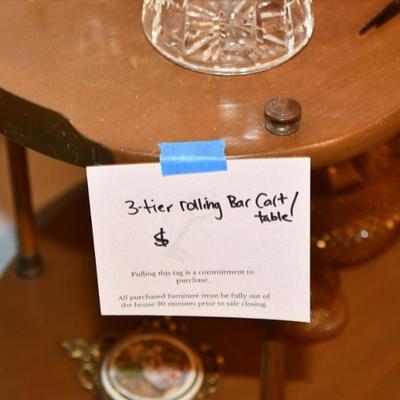 3-tier rolling Bar Cart/
table
$
Pulling this tag is a commitment to
purchase.
All purchased furniture must be fully out of
the house 30 minutes prior to sale closing.